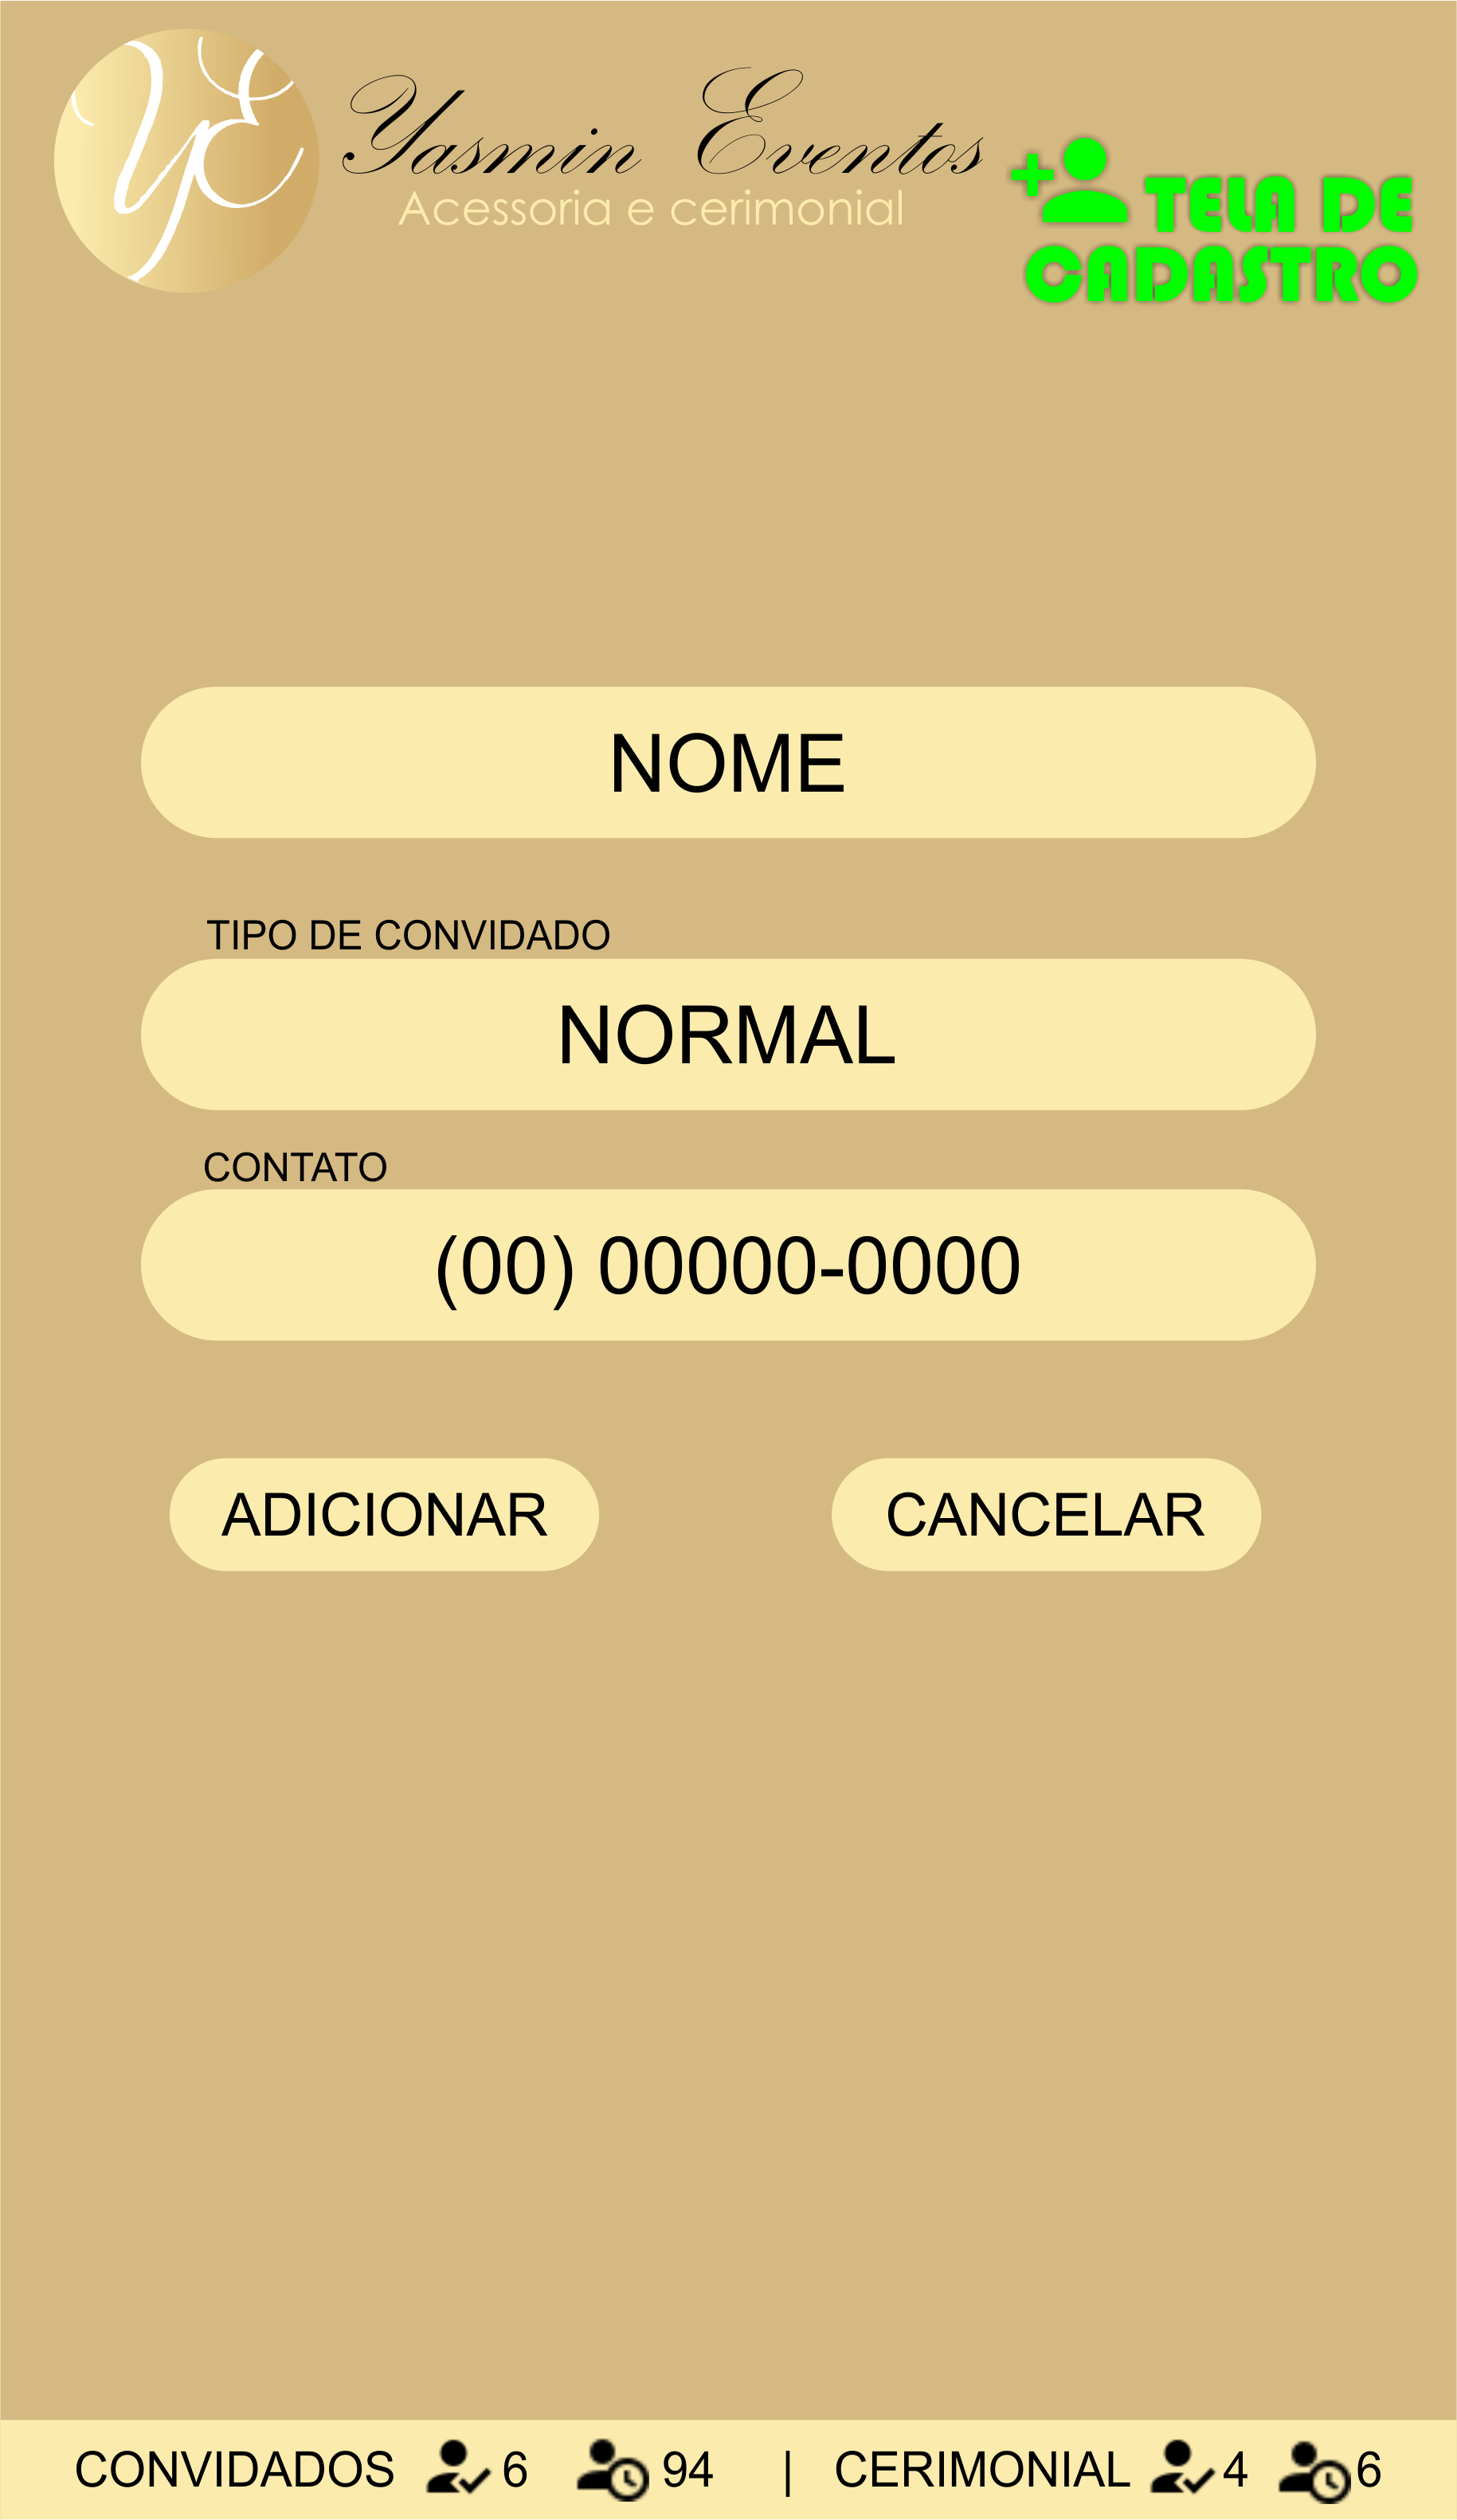 Yasmin Eventos
Acessoria e cerimonial
TELA DE
CADASTRO
NOME
TIPO DE CONVIDADO
NORMAL
CONTATO
(00) 00000-0000
ADICIONAR CANCELAR
CONVIDADOS 6 94 | CERIMONIAL 4 6